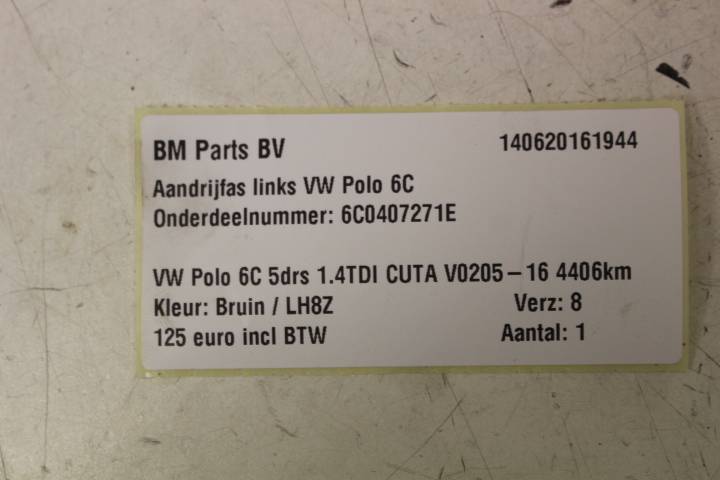 BM Parts BV 140620161944
Aandrijfas links VW Polo 6C
Onderdeelnummer: 6C0407271E
VW Polo 6C 5drs 1.4TDI CUTA V0205-16 4406km
Kleur: Bruin / LH8Z Verz: 8
125 euro incl BTW Aantal: 1